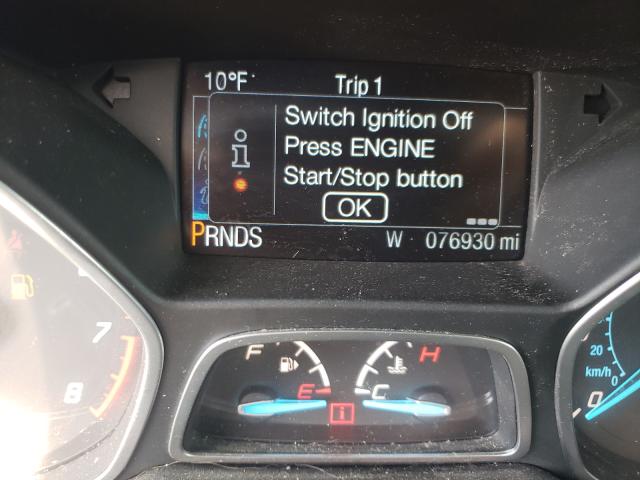 10°F Trip 1
Switch Ignition Off
Press ENGINE
Start/Stop button
OK
PRNDS W 076930 mi
F H
E C
7
8
20
km/h 0
0